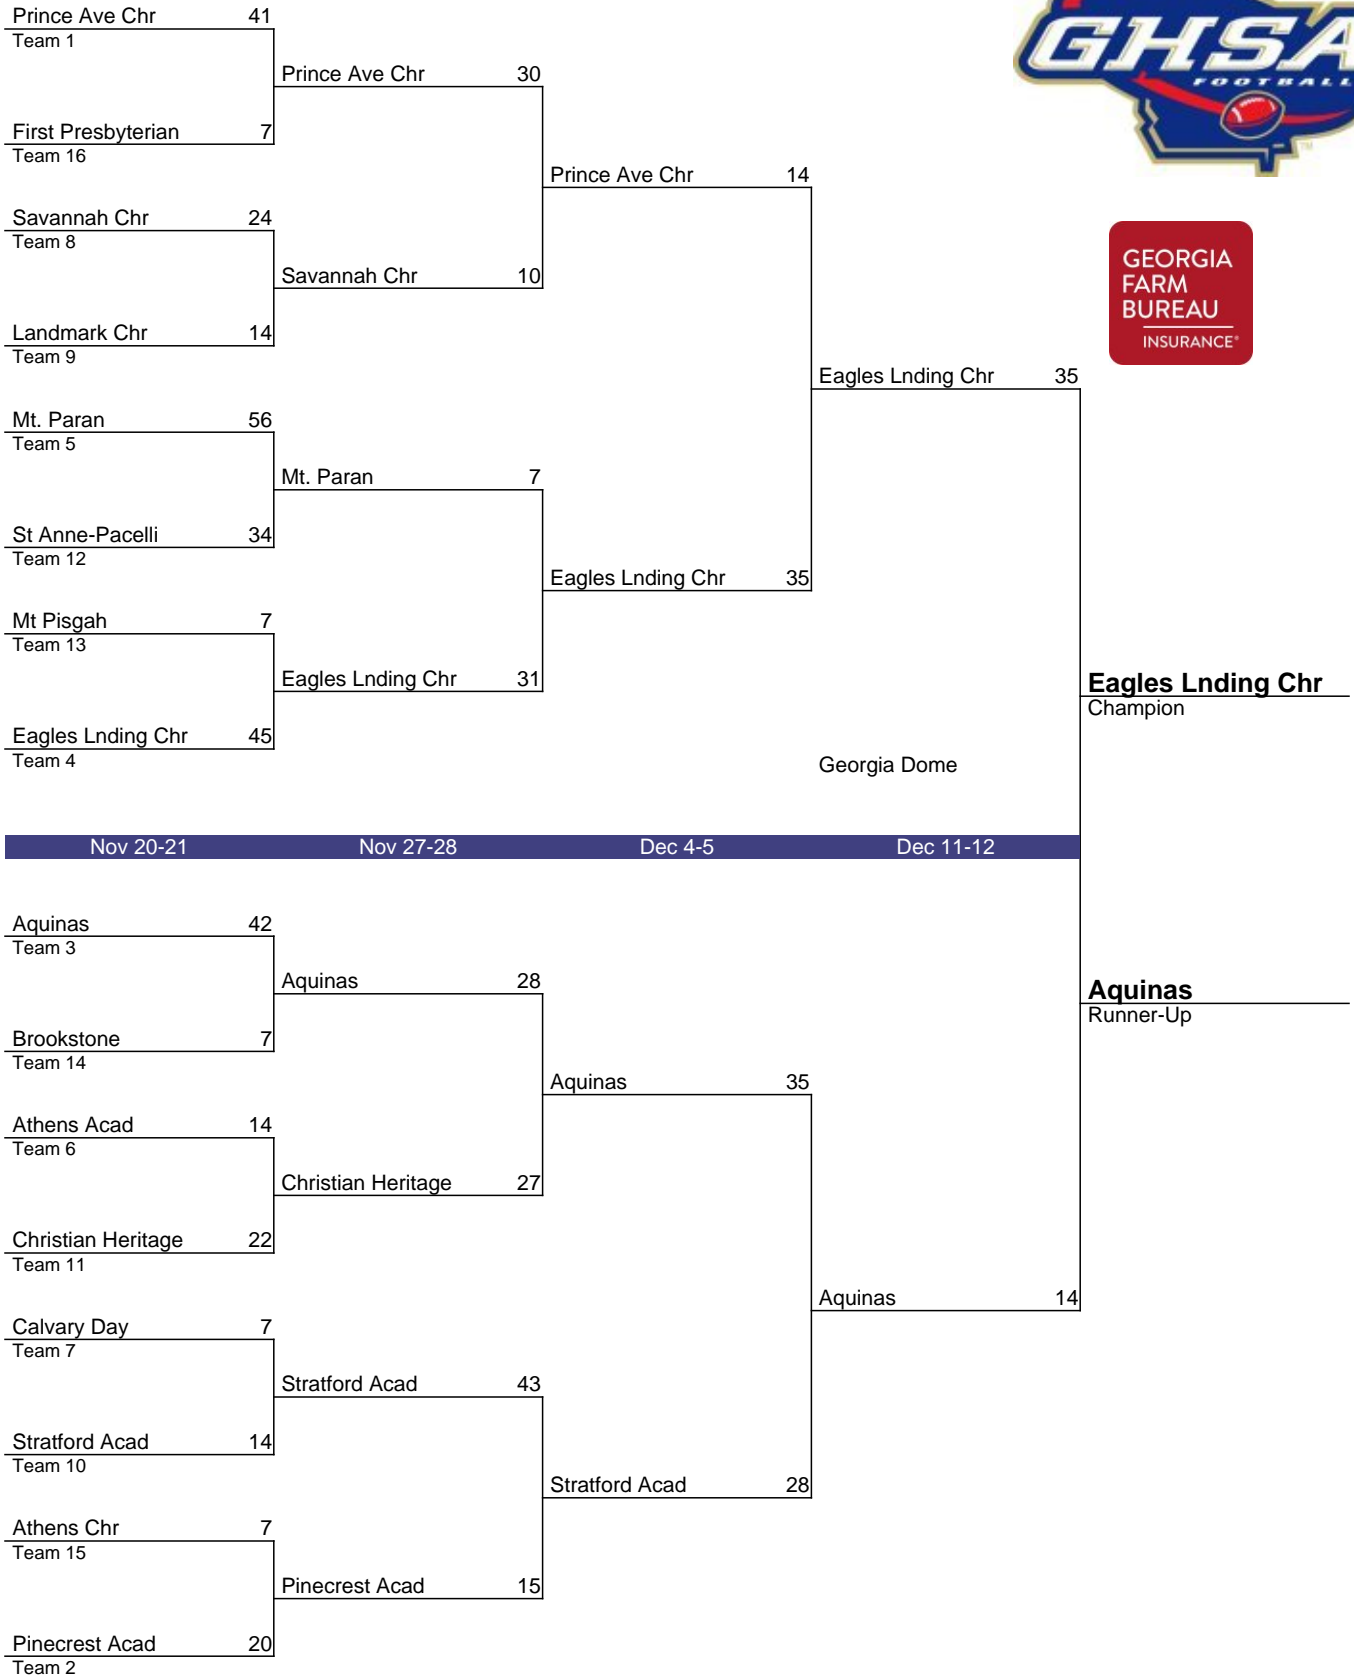 Prince Ave Chr 41
Team 1
Prince Ave Chr 30
First Presbyterian 7
Team 16
Prince Ave Chr 14
Savannah Chr 24
Team 8
Savannah Chr 10
Landmark Chr 14
Team 9
Eagles Lnding Chr 35
Mt. Paran 56
Team 5
Mt. Paran 7
St Anne-Pacelli 34
Team 12
Eagles Lnding Chr 35
Mt Pisgah 7
Team 13
Eagles Lnding Chr 31
Eagles Lnding Chr
Champion
Eagles Lnding Chr 45
Team 4
Georgia Dome
GHSA
FOOTBALL
TM
GEORGIA
FARM
BUREAU
INSURANCE®
Nov 20-21 Nov 27-28 Dec 4-5 Dec 11-12
Aquinas 42
Team 3
Aquinas 28
Aquinas
Runner-Up
Brookstone 7
Team 14
Aquinas 35
Athens Acad 14
Team 6
Christian Heritage 27
Christian Heritage 22
Team 11
Aquinas 14
Calvary Day 7
Team 7
Stratford Acad 43
Stratford Acad 14
Team 10
Stratford Acad 28
Athens Chr 7
Team 15
Pinecrest Acad 15
Pinecrest Acad 20
Team 2